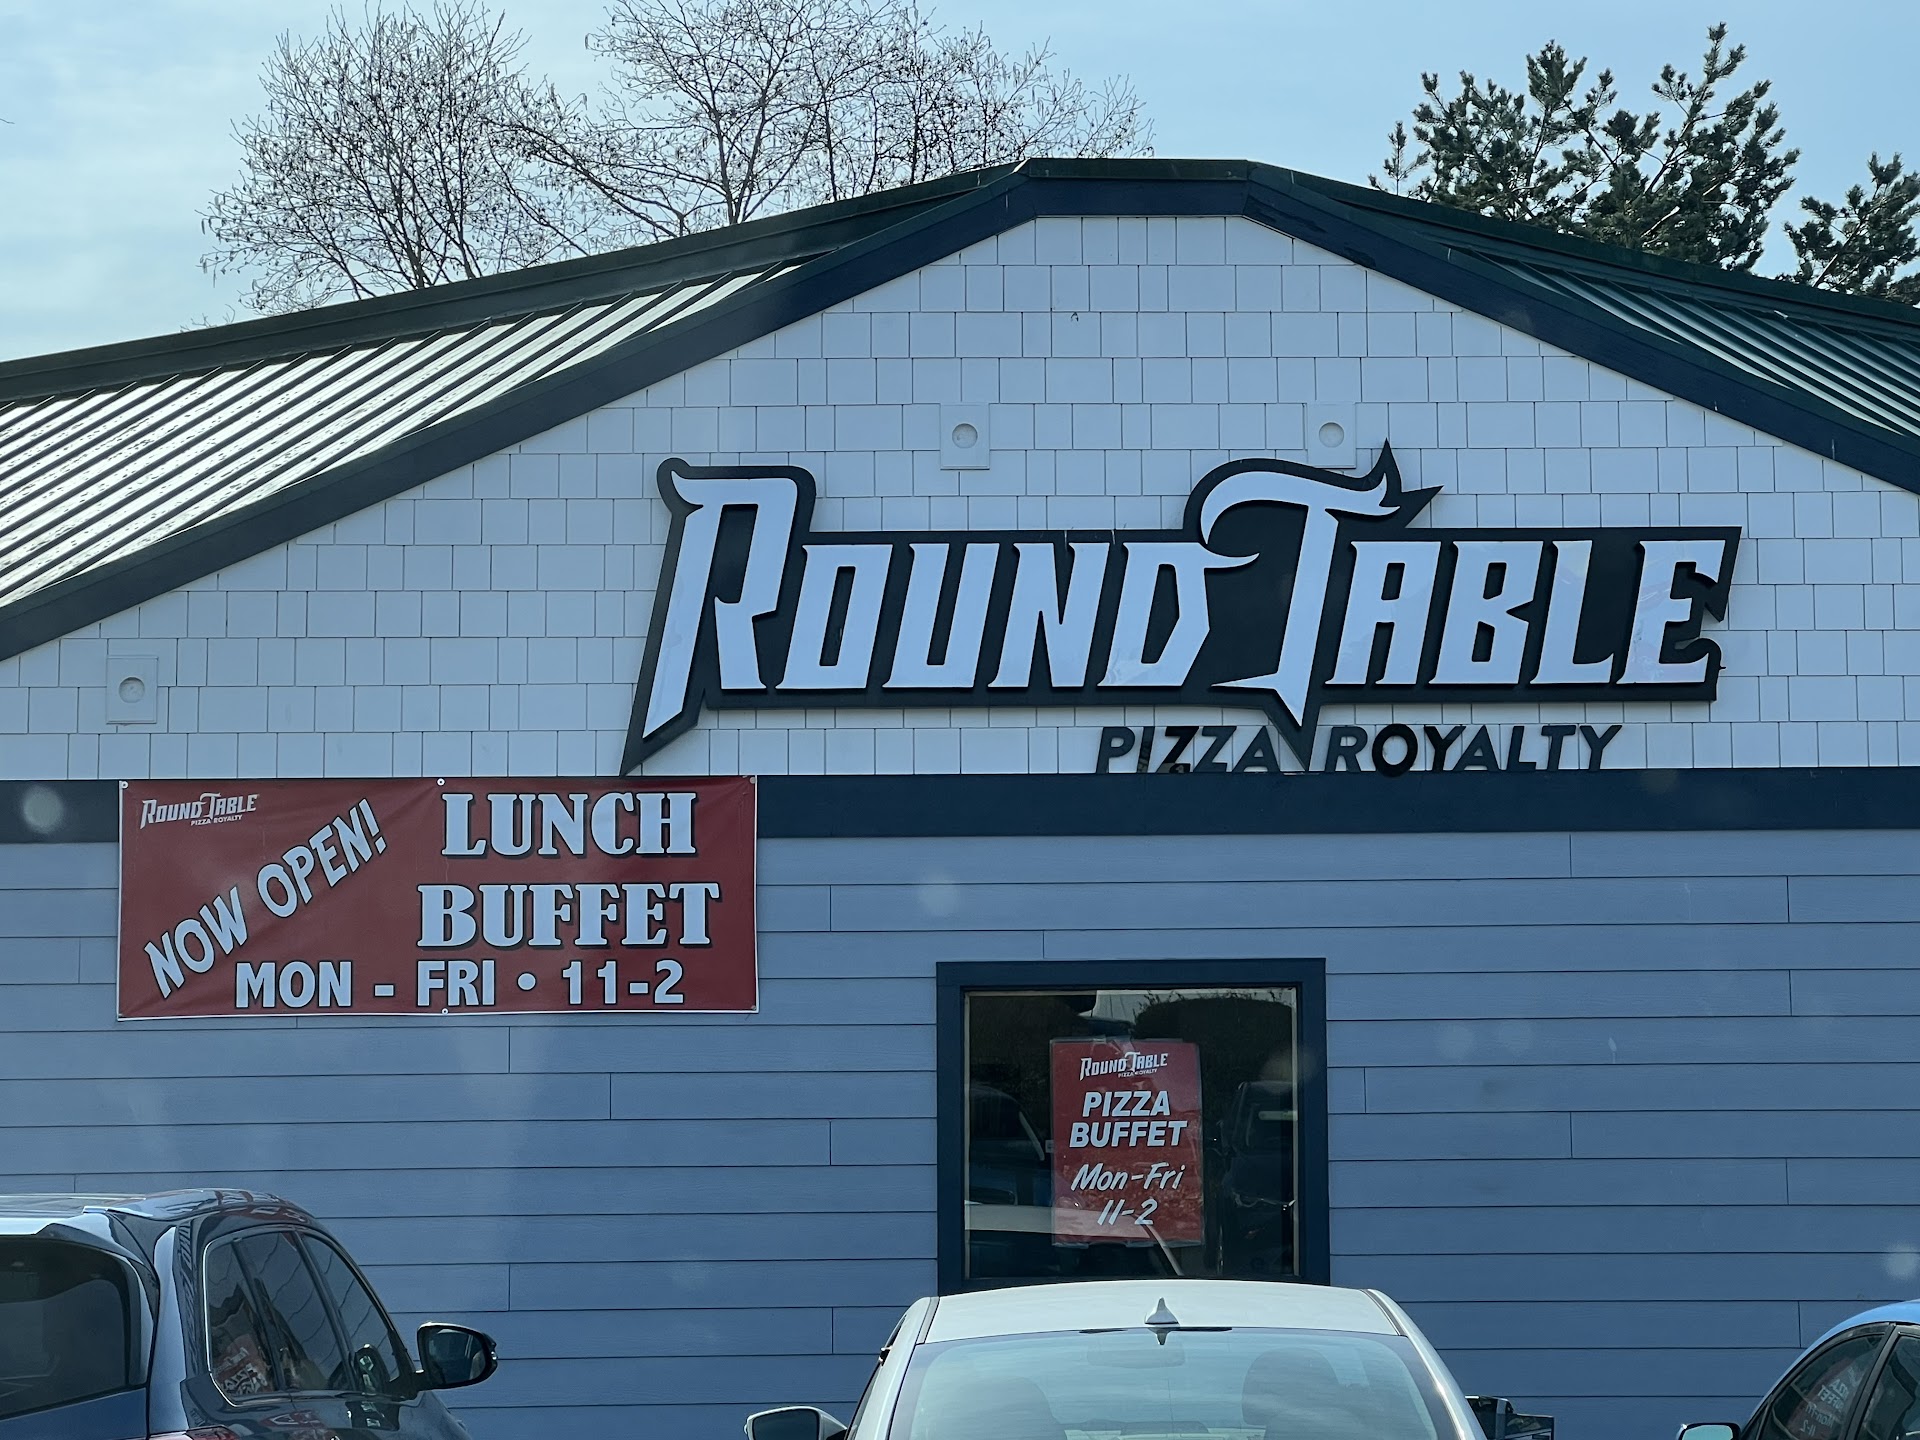 ROUND TABLE
PIZZA ROYALTY
ROUND TABLE
PIZZA ROYALTY
NOW OPEN!
LUNCH
BUFFET
MON - FRI • 11-2
ROUND TABLE
PIZZA ROYALTY
PIZZA
BUFFET
Mon-Fri
11-2